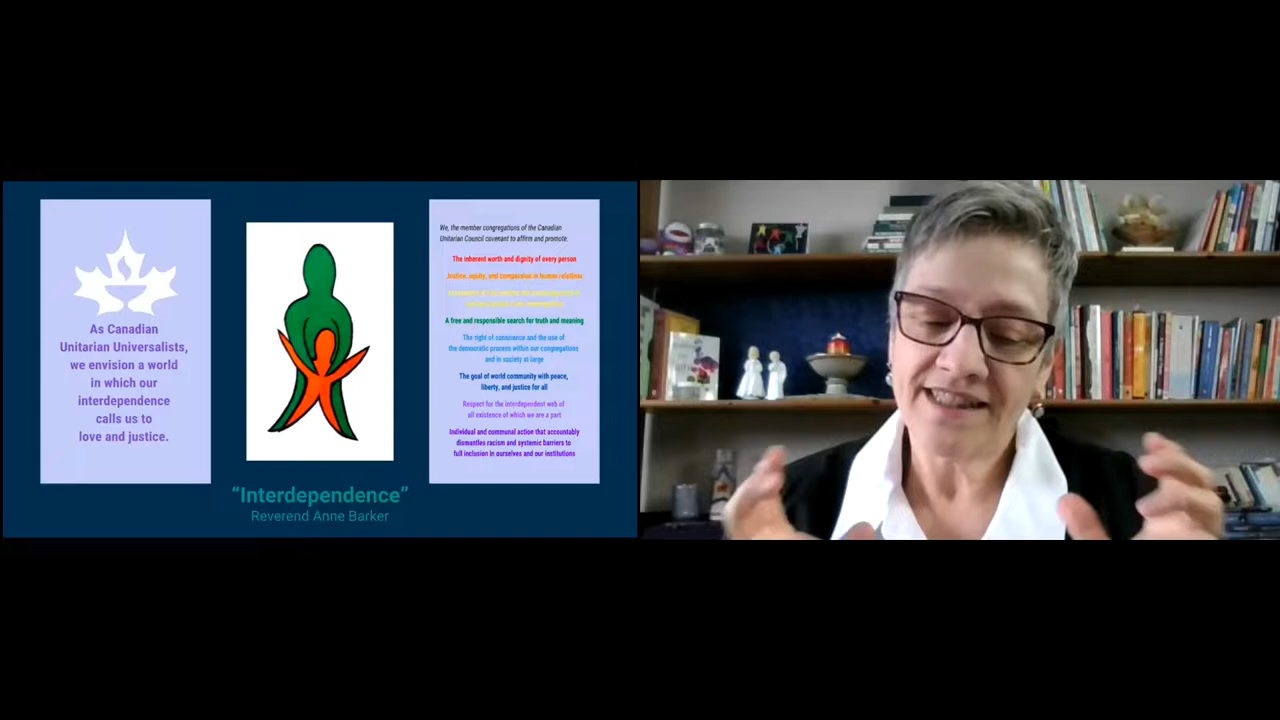 As Canadian
Unitarian Universalists,
we envision a world
in which our
interdependence
calls us to
love and justice.
We, the member congregations of the Canadian
Unitarian Council covenant to affirm and promote:
The inherent worth and dignity of every person
Justice, equity, and compassion in human relations
A free and responsible search for truth and meaning
The right of conscience and the use of
the democratic process within our congregations
and in society at large
The goal of world community with peace,
liberty, and justice for all
Respect for the interdependent web of
all existence of which we are a part
Individual and communal action that accountably
dismantles racism and systemic barriers to
full inclusion in ourselves and our institutions
“Interdependence”
Reverend Anne Barker